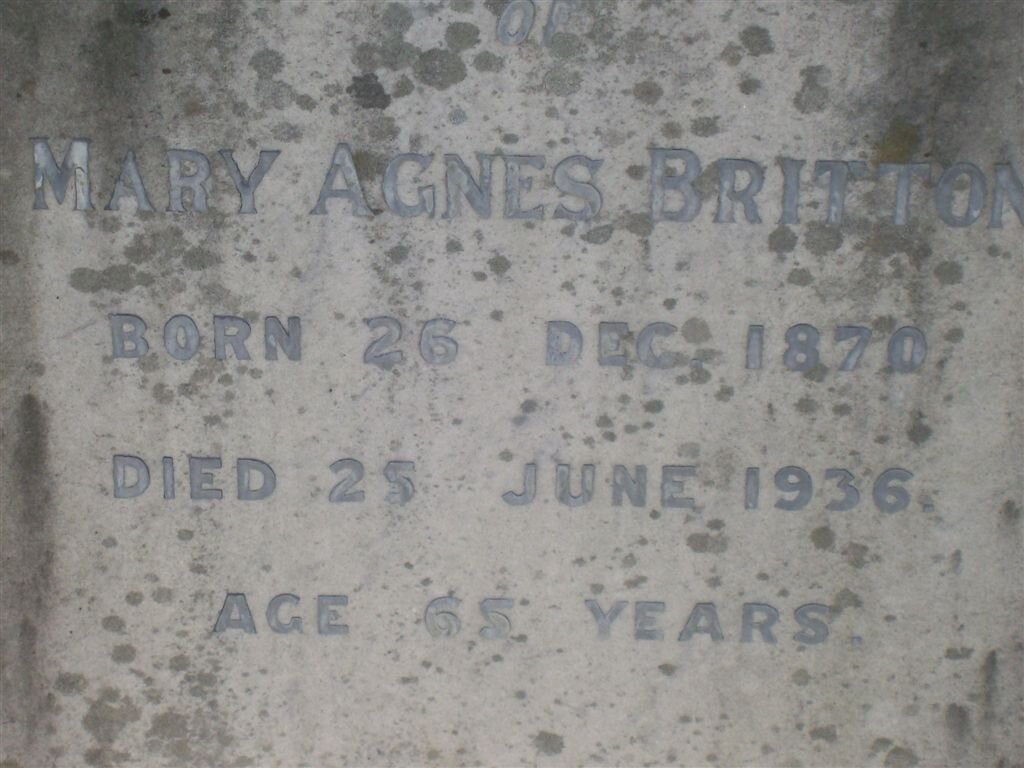 OF
MARY AGNES BRITTON
BORN 26 DEC. 1870.
DIED 25 JUNE 1936.
AGE 65 YEARS.